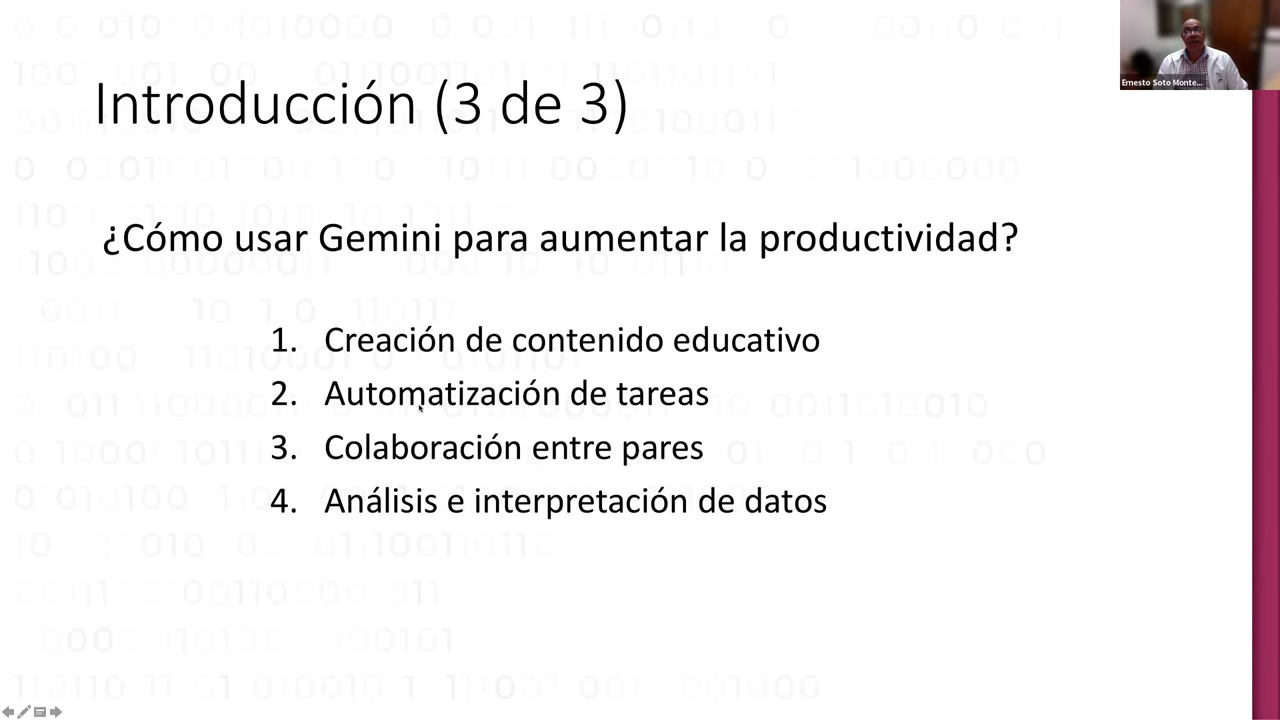 Introducción (3 de 3)
Ernesto Soto Monte...
¿Cómo usar Gemini para aumentar la productividad?
1. Creación de contenido educativo
2. Automatización de tareas
3. Colaboración entre pares
4. Análisis e interpretación de datos